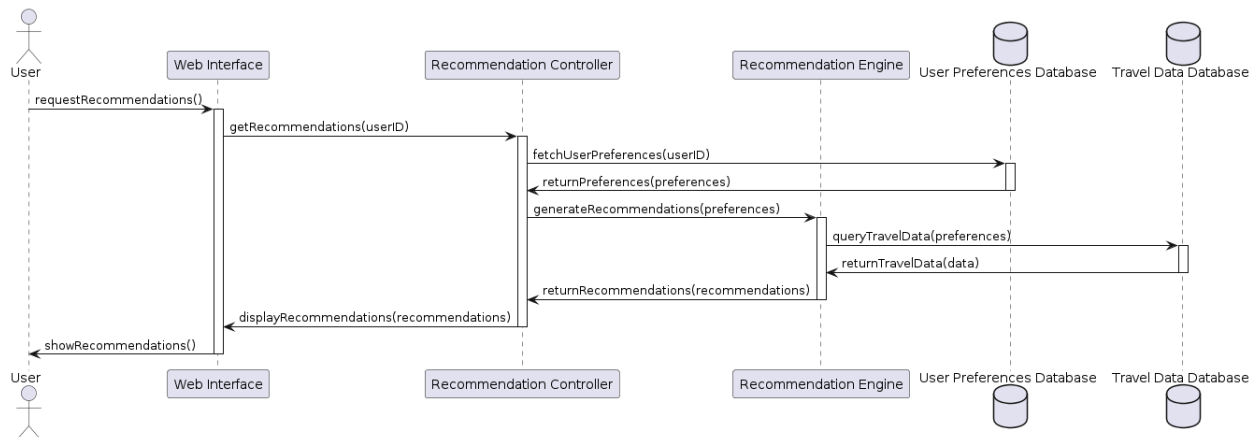 User
Web Interface
Recommendation Controller
Recommendation Engine
User Preferences Database
Travel Data Database
requestRecommendations()
getRecommendations(userID)
fetchUserPreferences(userID)
returnPreferences(preferences)
generateRecommendations(preferences)
queryTravelData(preferences)
returnTravelData(data)
returnRecommendations(recommendations)
displayRecommendations(recommendations)
showRecommendations()
User
Web Interface
Recommendation Controller
Recommendation Engine
User Preferences Database
Travel Data Database